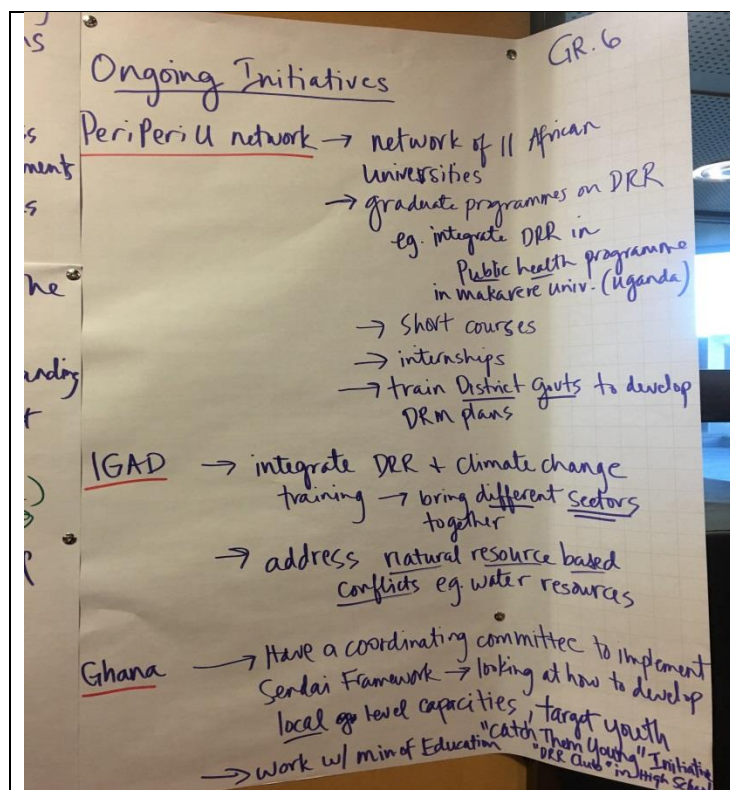 GR.6
Ongoing Initiatives
PeriPeri U network → network of 11 African
Universities
→ graduate programmes on DRR
eg. integrate DRR in
Public health programme
in makarere univ. (Uganda)
→ short courses
→ internships
→ train District Govts to develop
DRM plans
IGAD → integrate DRR + climate change
training → bring different sectors
together
→ address natural resource based
conflicts eg. water resources
Ghana → Have a coordinating committee to implement
Sendai Framework → looking at how to develop
local level capacities, target youth
"Catch Them Young" Initiative
→ work w/ min of Education "DRR Club" in High School
ments
s
he
anding